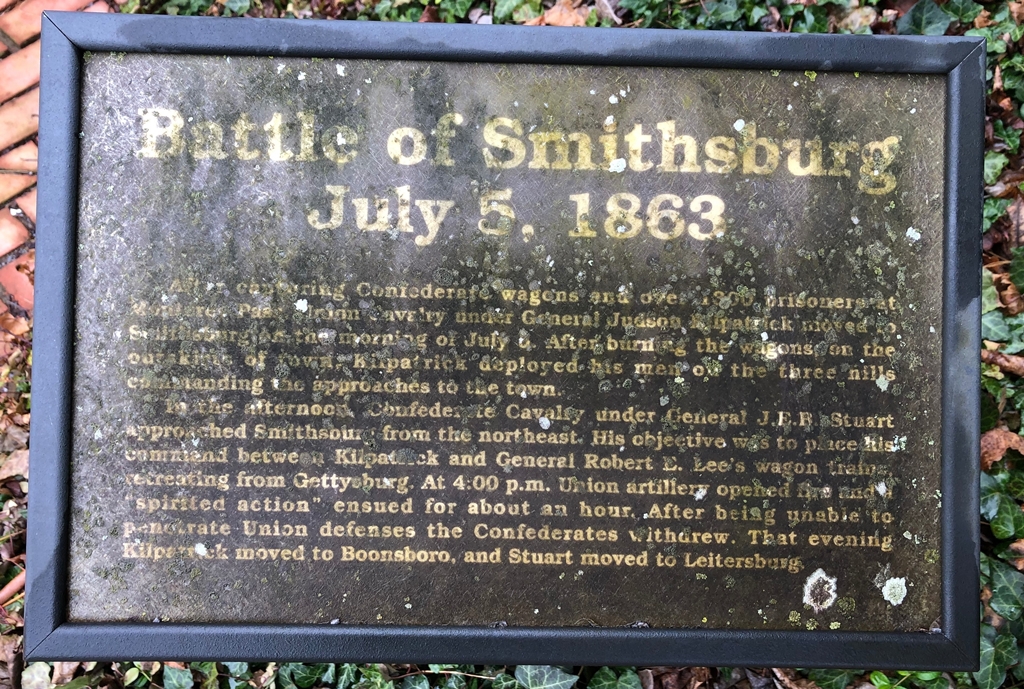 Battle of Smithsburg
July 5, 1863
After capturing Confederate wagons and over prisoners at
Monterey Pass Union Cavalry under General Judson Kilpatrick moved to
Smithsburg on the morning of July After burning the wagons on the
outskirts of town Kilpatrick deployed his men on the three hills
commanding the approaches to the town.
In the afternoon, Confederate Cavalry under General J.E.B. Stuart
approached Smithsburg from the northeast. His objective was to place his
command between Kilpatrick and General Robert E. Lee's wagon trains
retreating from Gettysburg. At 4:00 p.m. Union artillery opened fire and a
"spirited action" ensued for about an hour. After being unable to
penetrate Union defenses the Confederates withdrew. That evening
Kilpatrick moved to Boonsboro, and Stuart moved to Leitersburg.